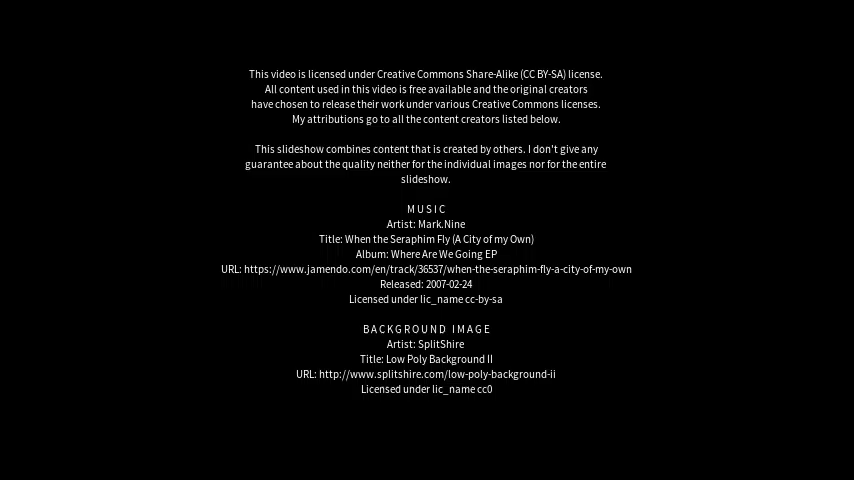 This video is licensed under Creative Commons Share-Alike (CC BY-SA) license.
All content used in this video is free available and the original creators
have chosen to release their work under various Creative Commons licenses.
My attributions go to all the content creators listed below.
This slideshow combines content that is created by others. I don't give any
guarantee about the quality neither for the individual images nor for the entire
slideshow.
MUSIC
Artist: Mark.Nine
Title: When the Seraphim Fly (A City of my Own)
Album: Where Are We Going EP
URL: https://www.jamendo.com/en/track/36537/when-the-seraphim-fly-a-city-of-my-own
Released: 2007-02-24
Licensed under lic_name cc-by-sa
BACKGROUND IMAGE
Artist: SplitShire
Title: Low Poly Background II
URL: http://www.splitshire.com/low-poly-background-ii
Licensed under lic_name cc0